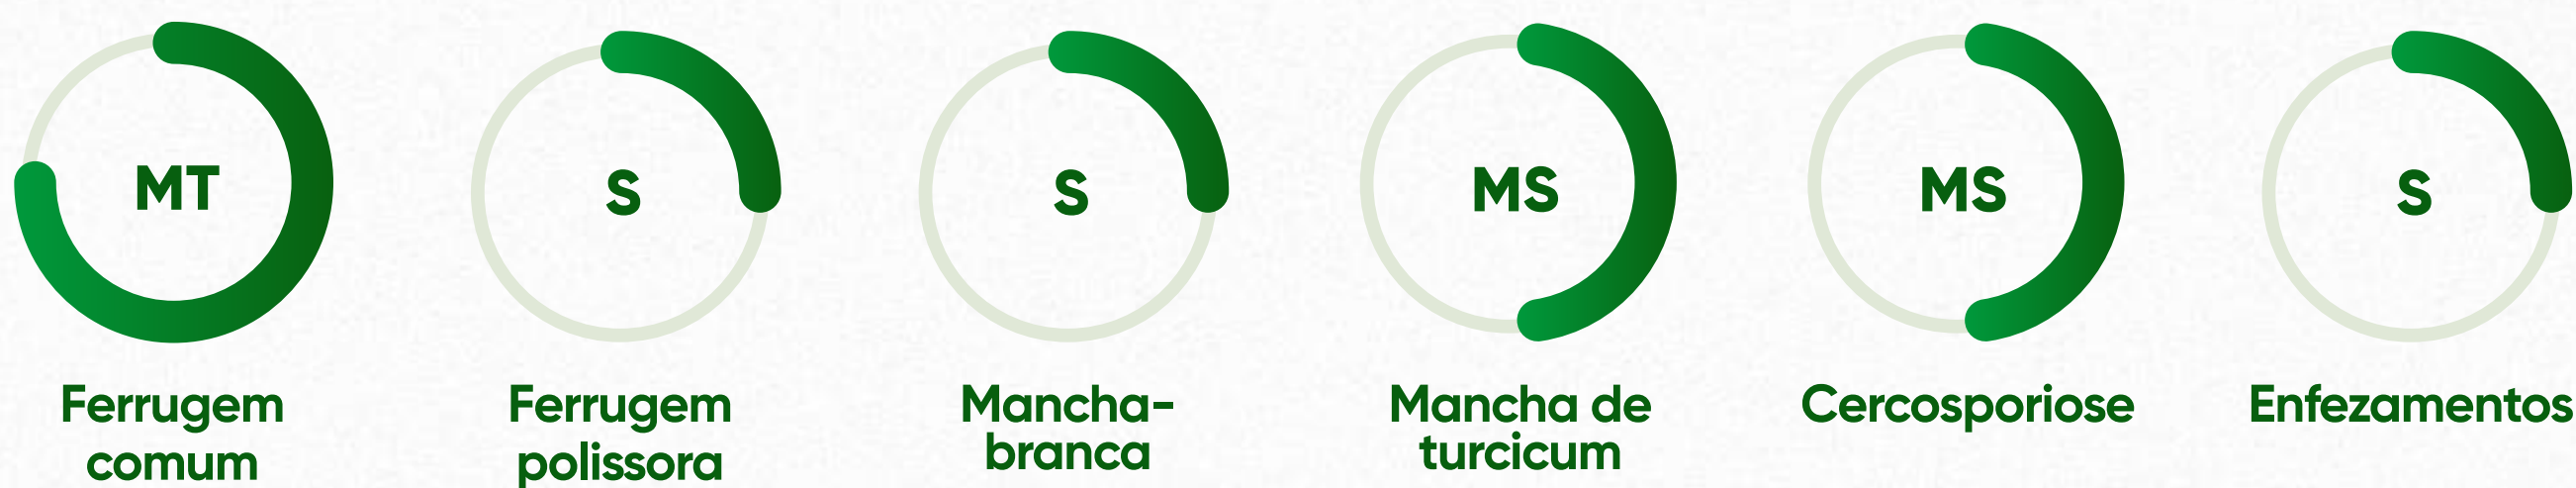 MT
S
S
MS
MS
S
Ferrugem
comum
Ferrugem
polissora
Mancha-
branca
Mancha de
turcicum
Cercosporiose
Enfezamentos